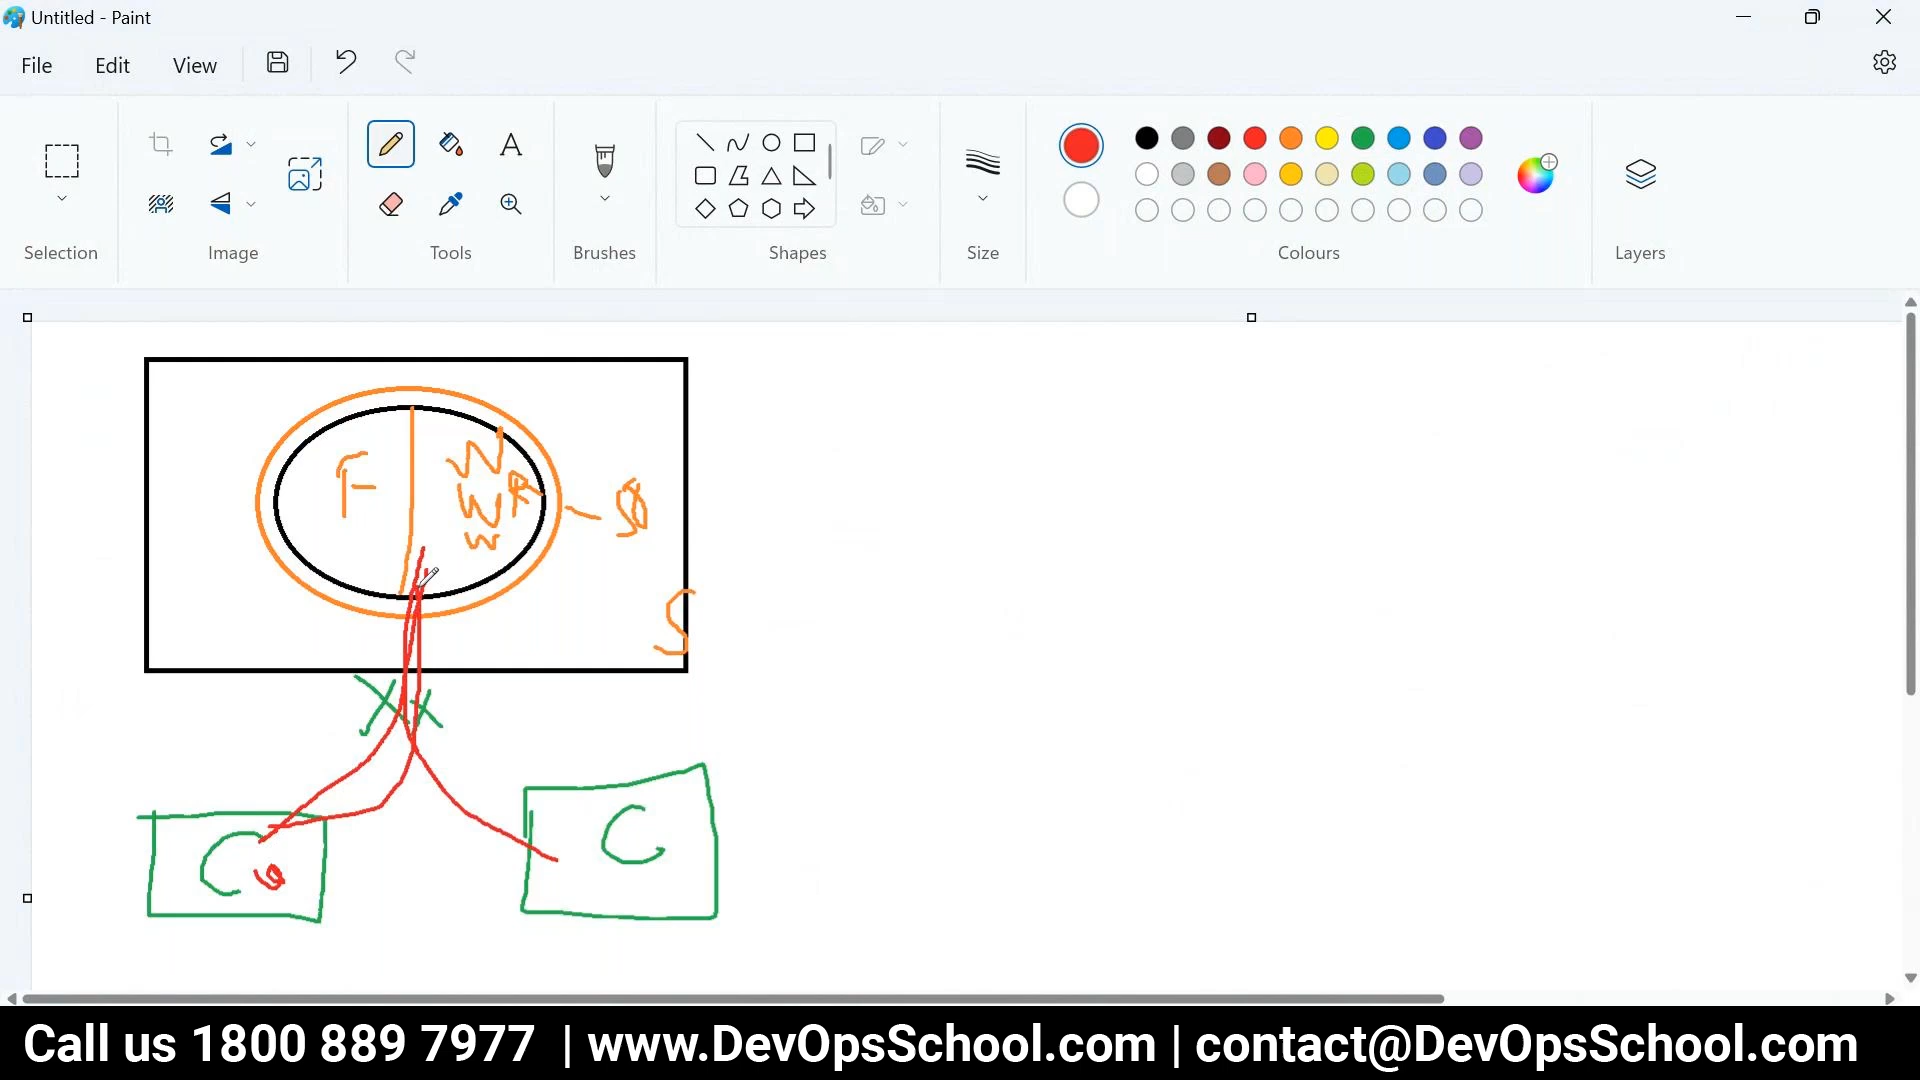 Untitled - Paint
File Edit View
Selection Image Tools Brushes Shapes Size Colours Layers
F
W
S
C
C
Call us 1800 889 7977 | www.DevOpsSchool.com | contact@DevOpsSchool.com